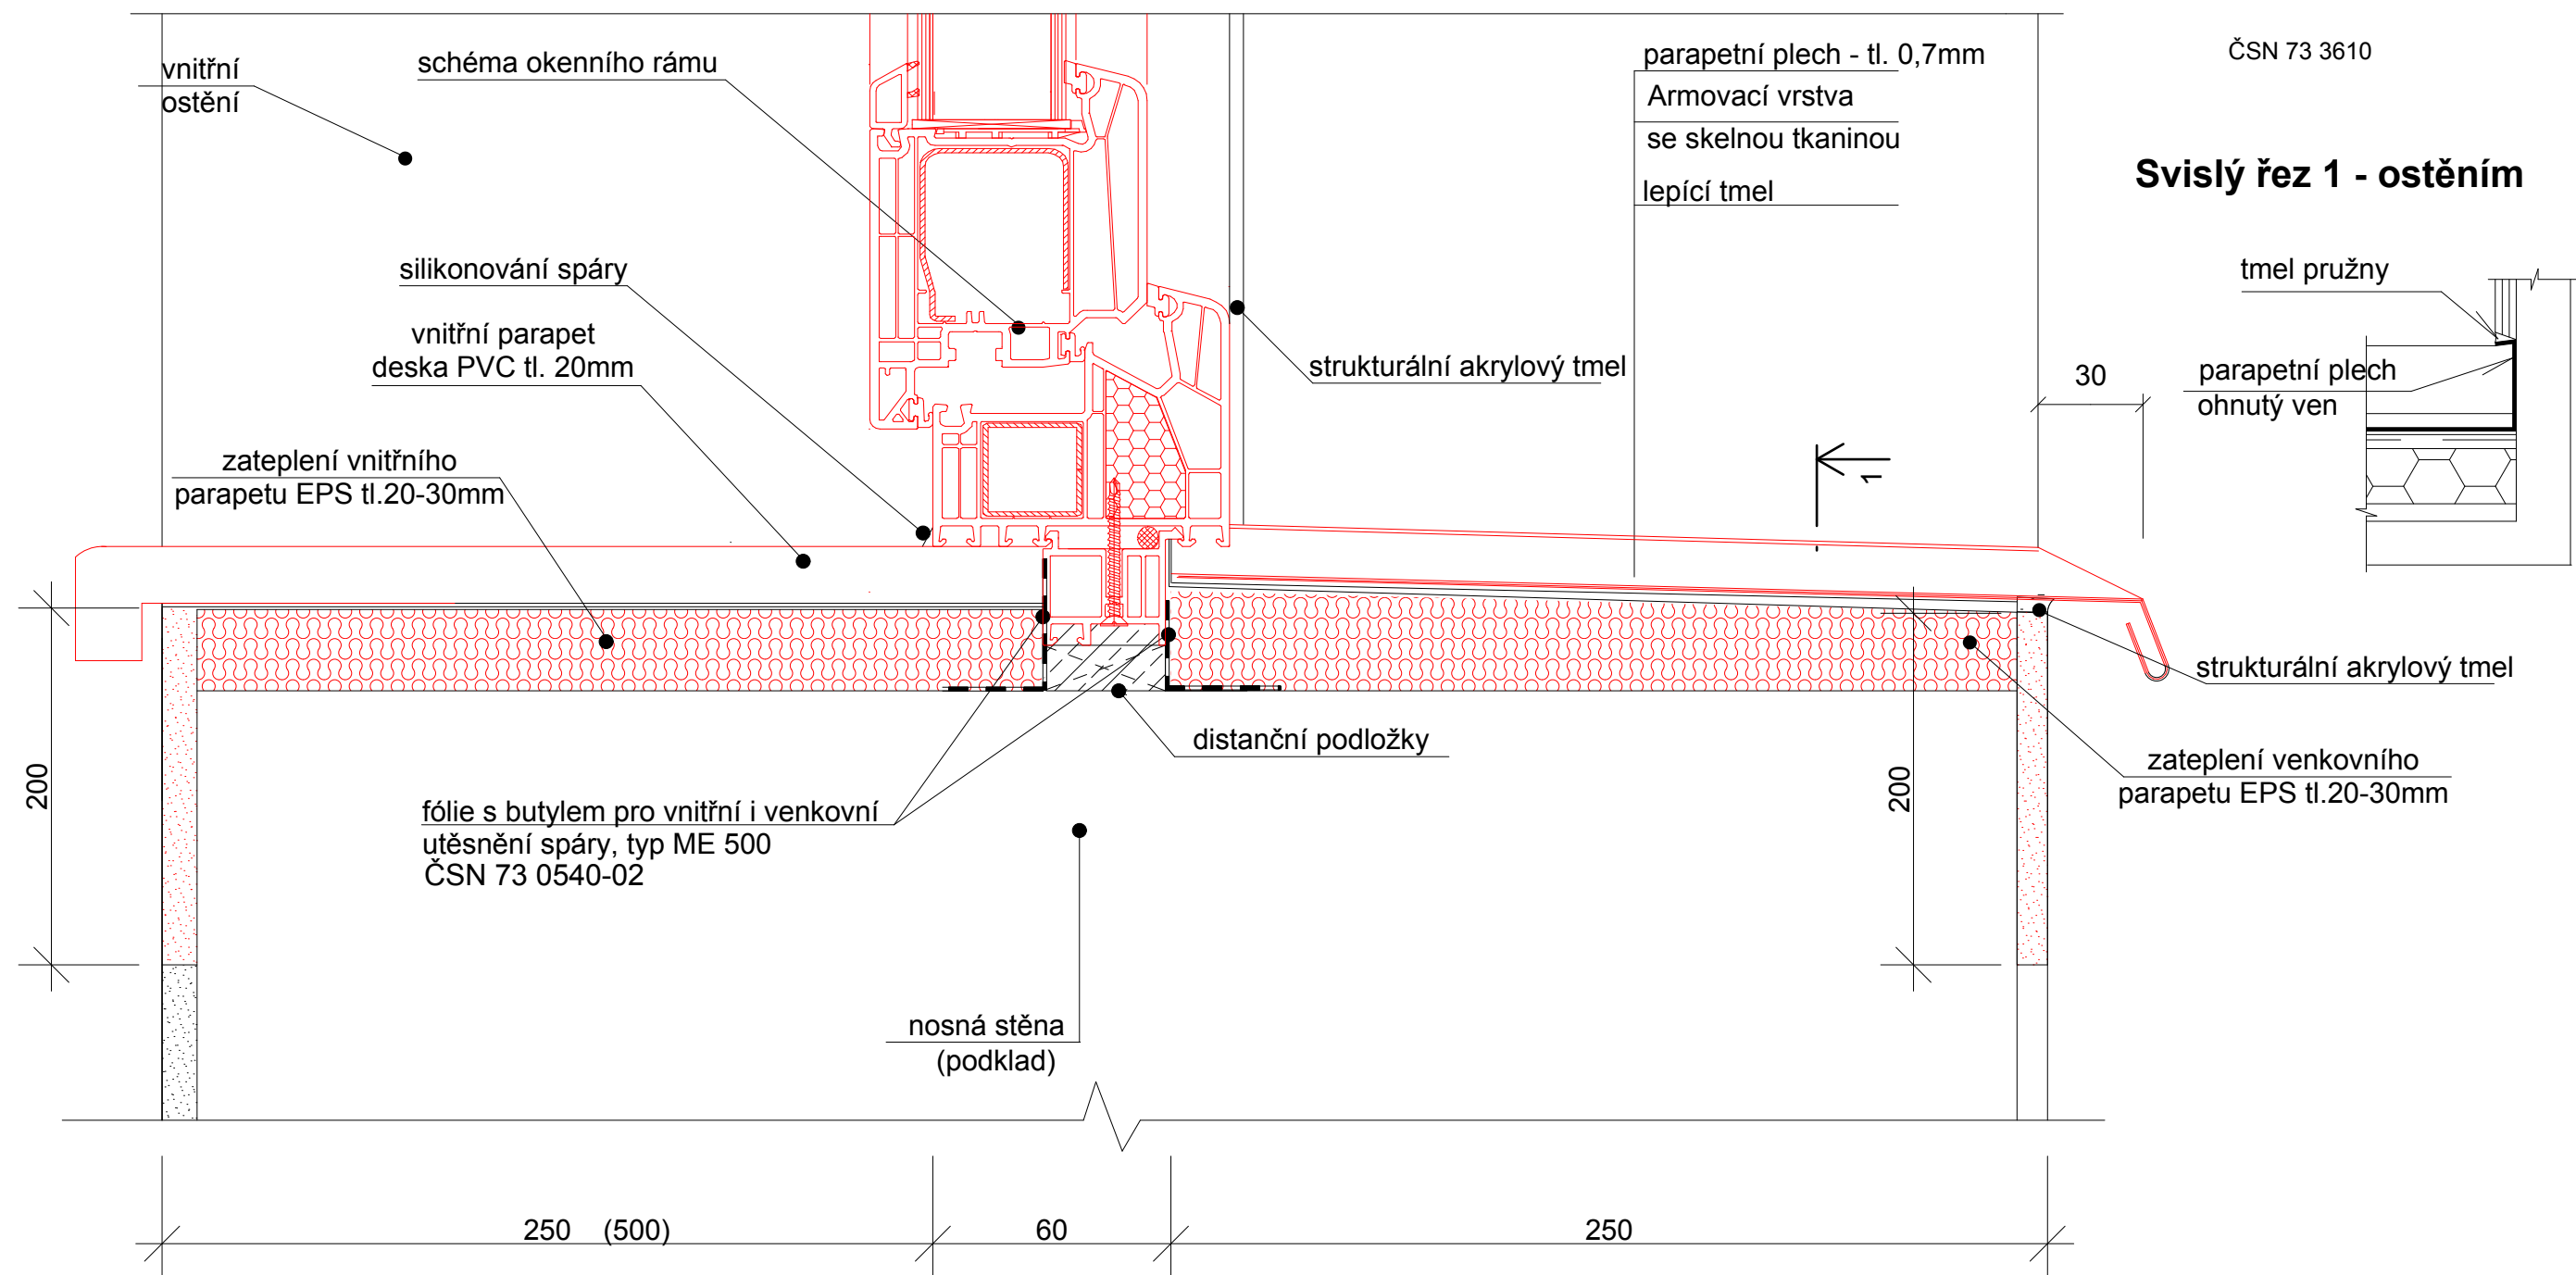 vnitřní
ostění
schéma okenního rámu
parapetní plech - tl. 0,7mm
Armovací vrstva
se skelnou tkaninou
lepící tmel
ČSN 73 3610
Svislý řez 1 - ostěním
silikonování spáry
vnitřní parapet
deska PVC tl. 20mm
strukturální akrylový tmel
tmel pružny
parapetní plech
ohnutý ven
30
1
zateplení vnitřního
parapetu EPS tl.20-30mm
strukturální akrylový tmel
distanční podložky
zateplení venkovního
parapetu EPS tl.20-30mm
200
200
fólie s butylem pro vnitřní i venkovní
utěsnění spáry, typ ME 500
ČSN 73 0540-02
nosná stěna
(podklad)
250 (500)
60
250